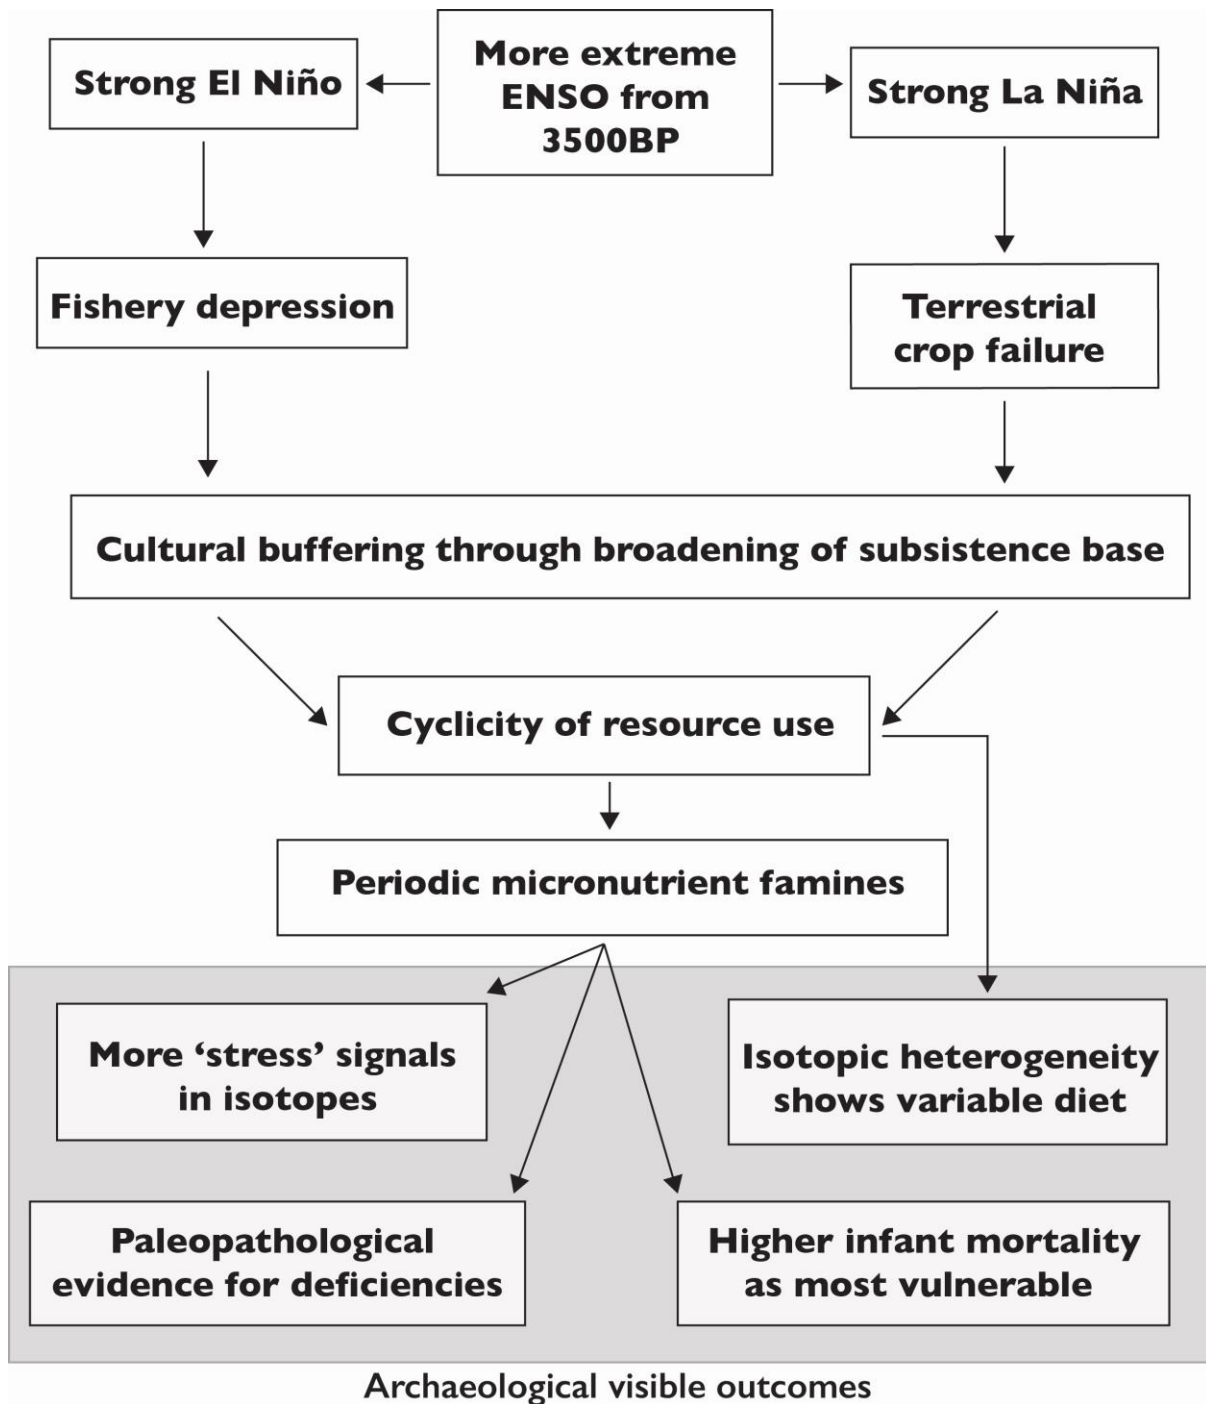 Strong El Niño
More extreme
ENSO from
3500BP
Strong La Niña
Fishery depression
Terrestrial
crop failure
Cultural buffering through broadening of subsistence base
Cyclicity of resource use
Periodic micronutrient famines
More ‘stress’ signals
in isotopes
Isotopic heterogeneity
shows variable diet
Paleopathological
evidence for deficiencies
Higher infant mortality
as most vulnerable
Archaeological visible outcomes